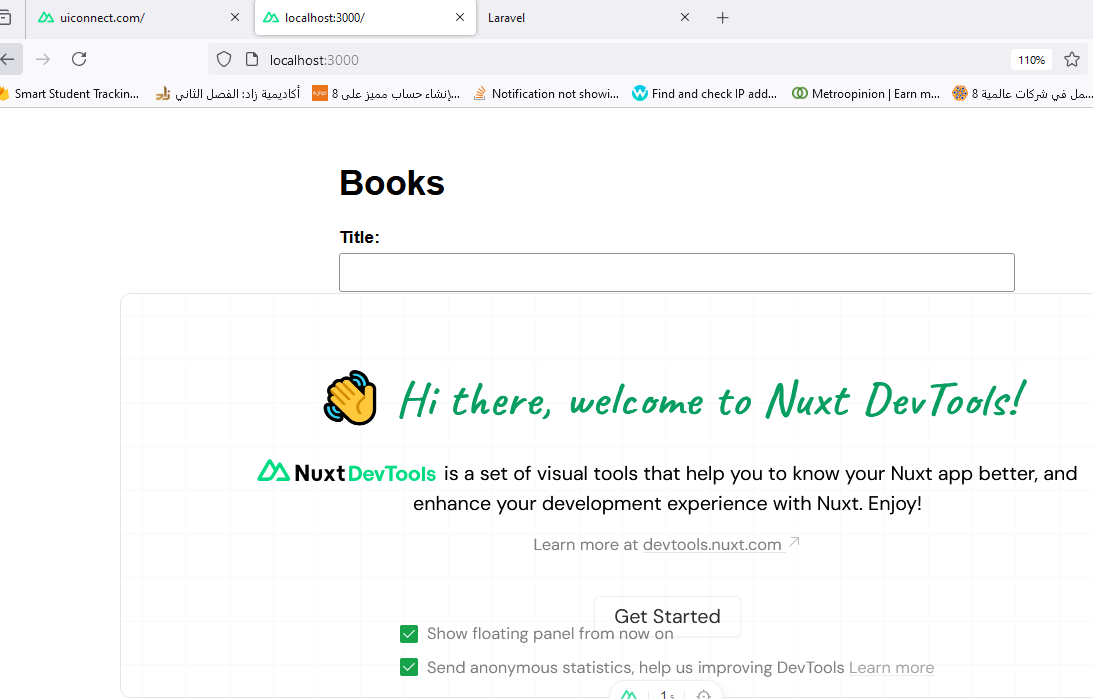 uiconnect.com/
localhost:3000/
Laravel
localhost:3000
110%
Smart Student Trackin...
أكاديمية زاد: الفصل الثاني
إنشاء حساب مميز على 8...
Notification not showi...
Find and check IP add...
Metroopinion | Earn m...
مل في شركات عالمية 8...
Books
Title:
Hi there, welcome to Nuxt DevTools!
Nuxt DevTools is a set of visual tools that help you to know your Nuxt app better, and
enhance your development experience with Nuxt. Enjoy!
Learn more at devtools.nuxt.com
Get Started
Show floating panel from now on
Send anonymous statistics, help us improving DevTools Learn more
1 s